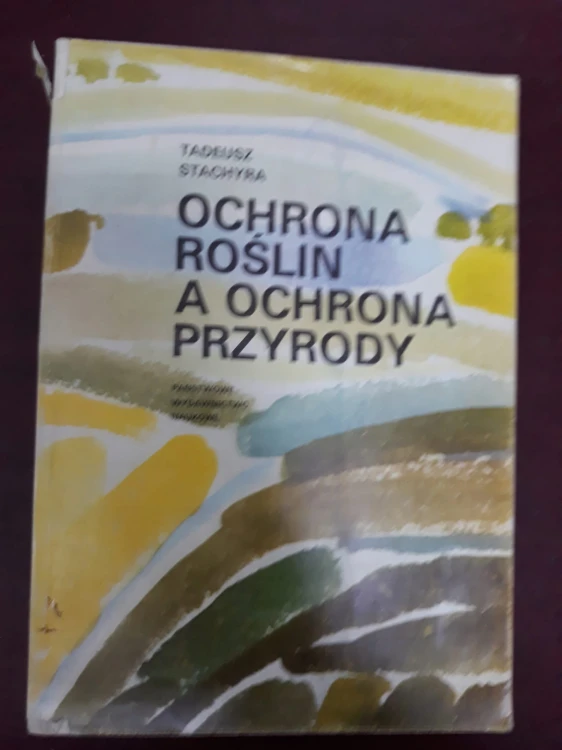 TADEUSZ
STACHYRA
OCHRONA
ROŚLIN
A OCHRONA
PRZYRODY
PAŃSTWOWE
WYDAWNICTWO
NAUKOWE